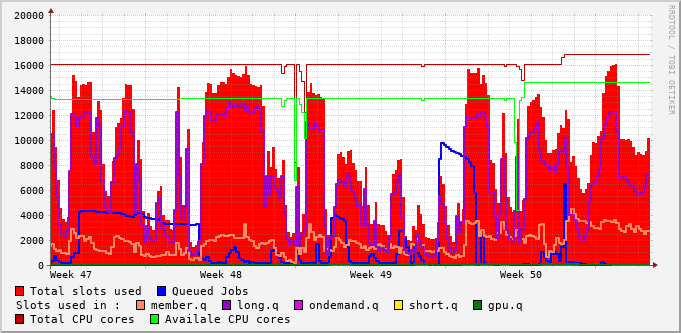 RRDTOOL / TOBI OETIKER
20000
18000
16000
14000
12000
10000
8000
6000
4000
2000
0
Week 47 Week 48 Week 49 Week 50
Total slots used Queued Jobs
Slots used in : member.q long.q ondemand.q short.q gpu.q
Total CPU cores Availale CPU cores